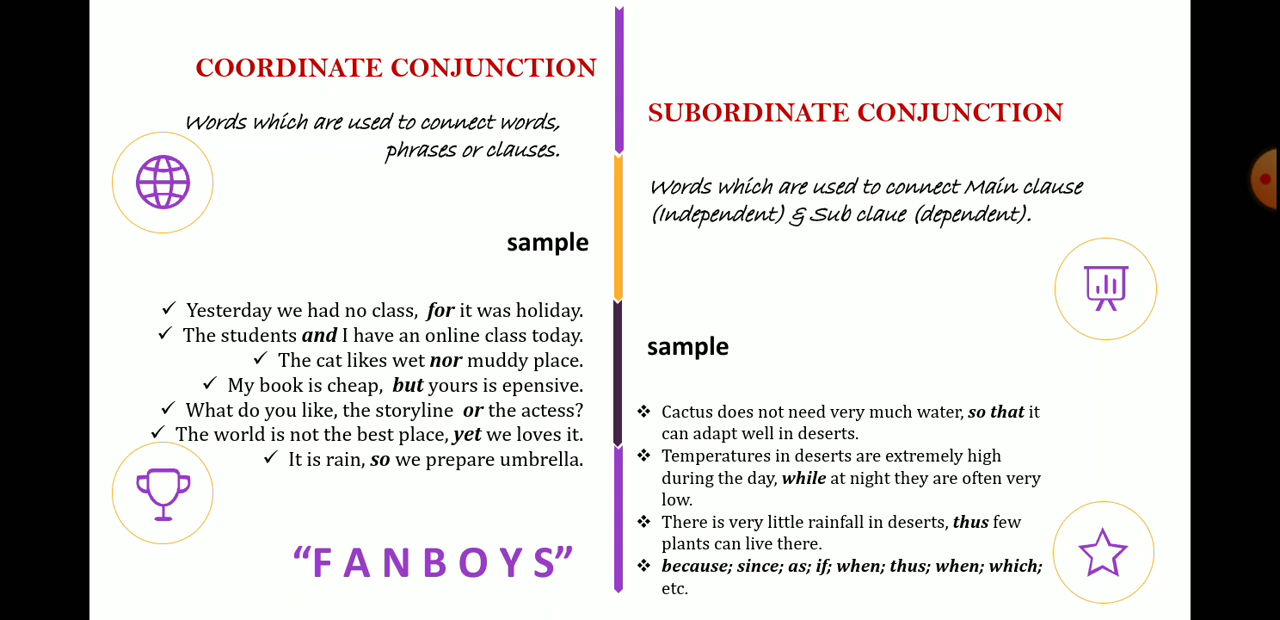 COORDINATE CONJUNCTION
Words which are used to connect words,
phrases or clauses.
sample
✓ Yesterday we had no class, for it was holiday.
✓ The students and I have an online class today.
✓ The cat likes wet nor muddy place.
✓ My book is cheap, but yours is epensive.
✓ What do you like, the storyline or the actess?
✓ The world is not the best place, yet we loves it.
✓ It is rain, so we prepare umbrella.
“F A N B O Y S”
SUBORDINATE CONJUNCTION
Words which are used to connect Main clause
(Independent) & Sub claue (dependent).
sample
❖ Cactus does not need very much water, so that it
can adapt well in deserts.
❖ Temperatures in deserts are extremely high
during the day, while at night they are often very
low.
❖ There is very little rainfall in deserts, thus few
plants can live there.
❖ because; since; as; if; when; thus; when; which;
etc.